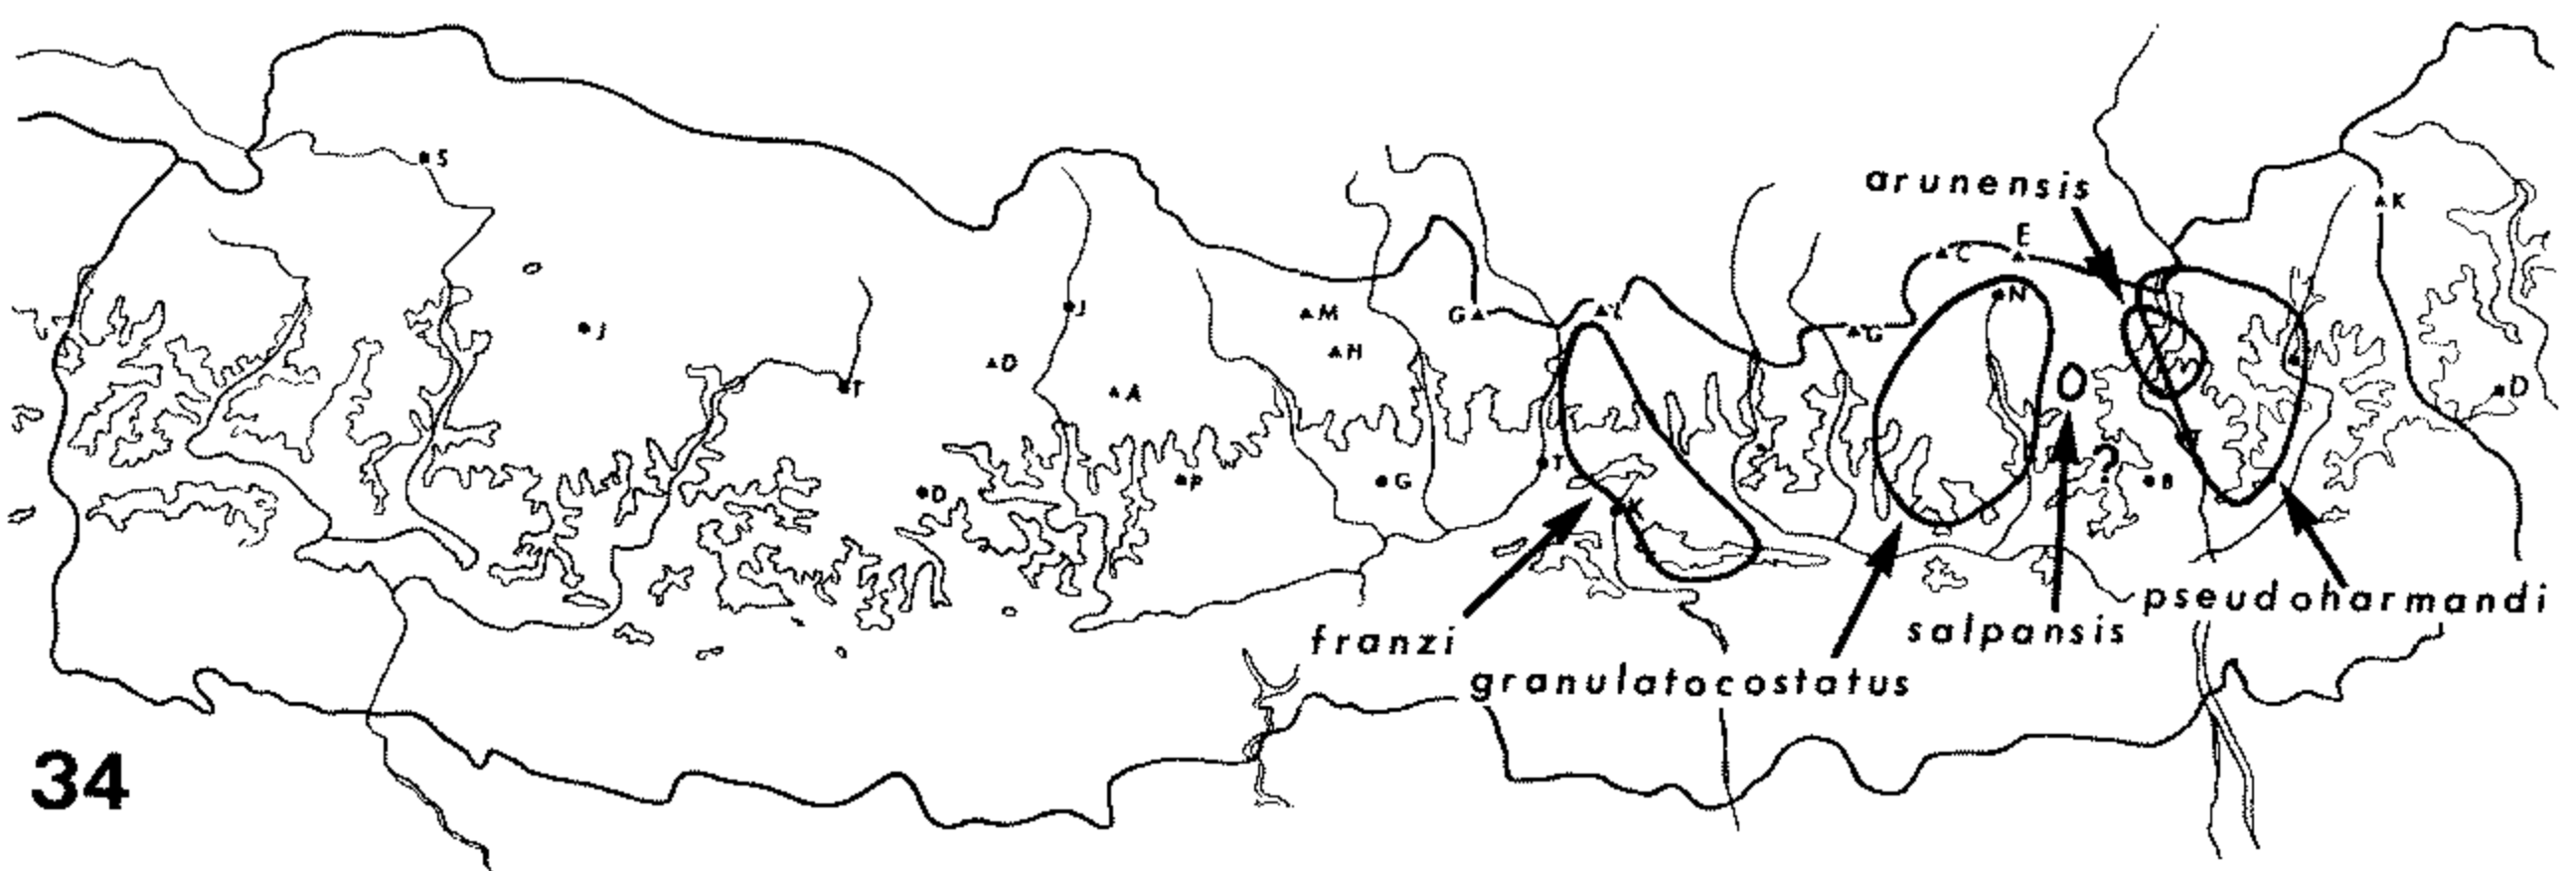 S
K
arunensis
E
C
J
M
G
L
N
J
G
H
D
T
A
D
D
P
G
T
T
?
B
K
pseudoharmandi
franzi
salpansis
granulatocostatus
34